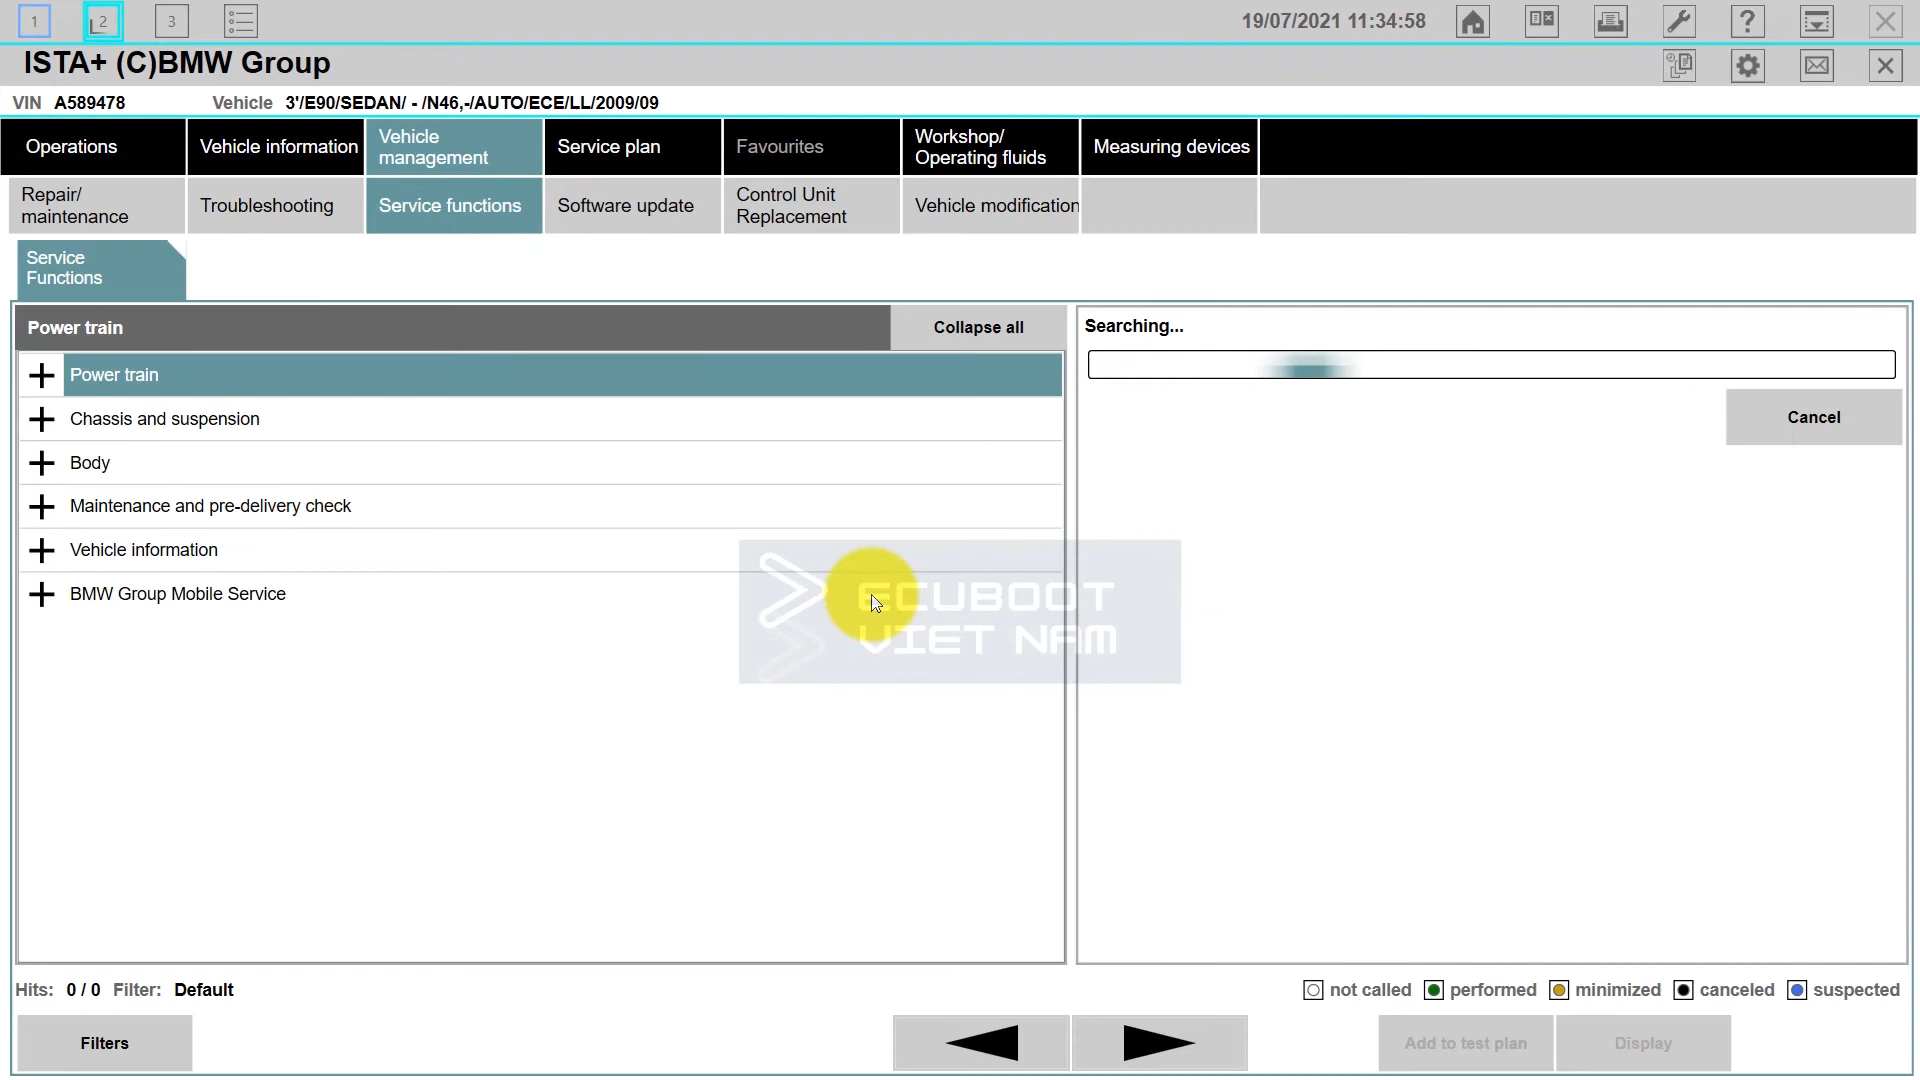 1 2 3 19/07/2021 11:34:58 ?
ISTA+ (C)BMW Group
VIN A589478 Vehicle 3'/E90/SEDAN/ - /N46,-/AUTO/ECE/LL/2009/09
Operations Vehicle information Vehicle management Service plan Favourites Workshop/ Operating fluids Measuring devices
Repair/ maintenance Troubleshooting Service functions Software update Control Unit Replacement Vehicle modification
Service
Functions
Power train Collapse all
Power train
Chassis and suspension
Body
Maintenance and pre-delivery check
Vehicle information
BMW Group Mobile Service
Searching...
Cancel
ECUBOOT
VIET NAM
Hits: 0 / 0 Filter: Default
not called performed minimized canceled suspected
Filters Add to test plan Display